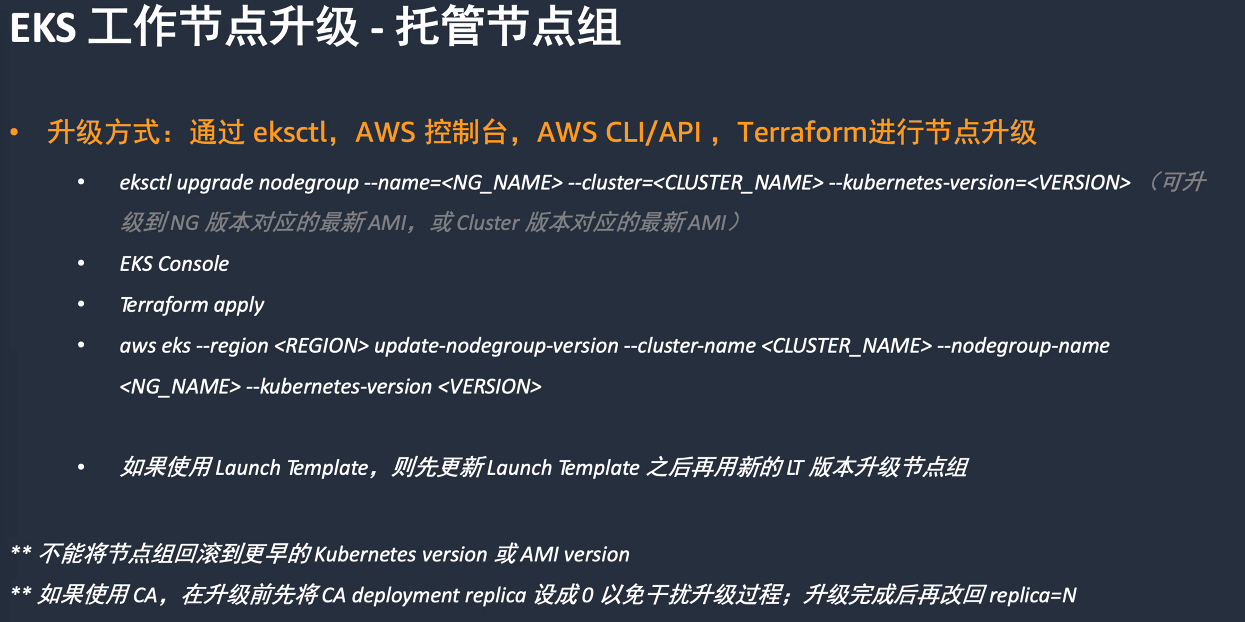 EKS 工作节点升级 - 托管节点组
• 升级方式：通过 eksctl，AWS 控制台，AWS CLI/API ，Terraform进行节点升级
• eksctl upgrade nodegroup --name=<NG_NAME> --cluster=<CLUSTER_NAME> --kubernetes-version=<VERSION> （可升
级到 NG 版本对应的最新 AMI，或 Cluster 版本对应的最新 AMI）
• EKS Console
• Terraform apply
• aws eks --region <REGION> update-nodegroup-version --cluster-name <CLUSTER_NAME> --nodegroup-name
<NG_NAME> --kubernetes-version <VERSION>
• 如果使用 Launch Template，则先更新 Launch Template 之后再用新的 LT 版本升级节点组
** 不能将节点组回滚到更早的 Kubernetes version 或 AMI version
** 如果使用 CA，在升级前先将 CA deployment replica 设成 0 以免干扰升级过程；升级完成后再改回 replica=N